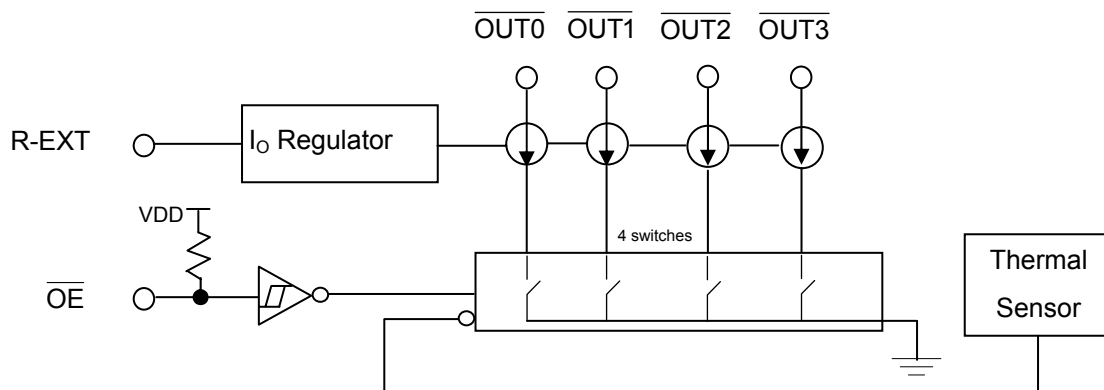 OUT0 OUT1 OUT2 OUT3
R-EXT
IO Regulator
VDD
4 switches
OE
Thermal
Sensor